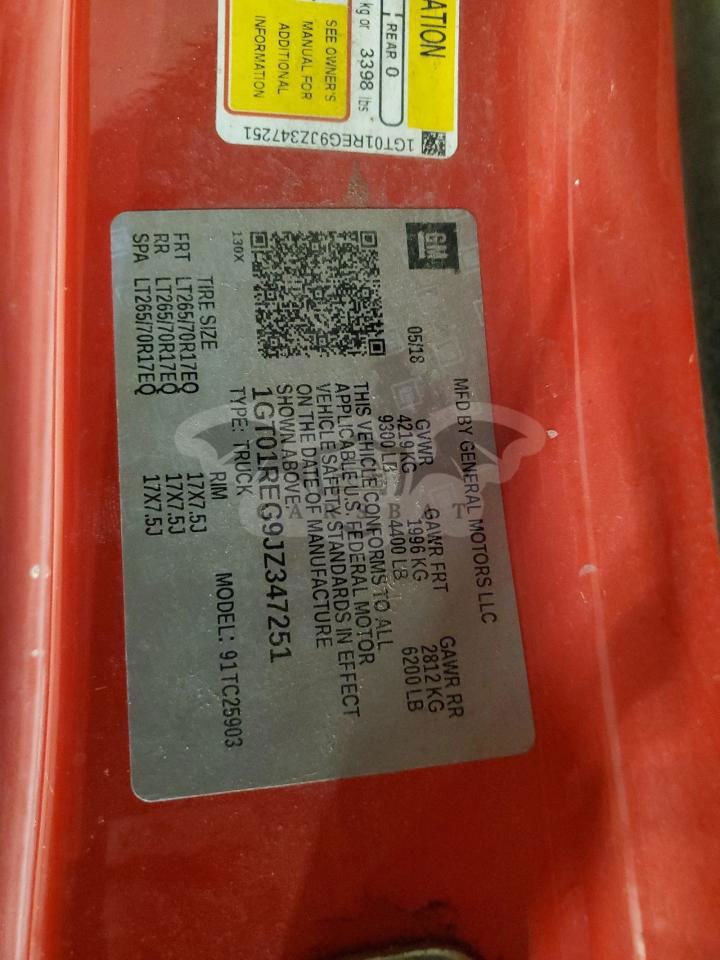 ATION
REAR 0
kg or 3398 lbs
SEE OWNER'S
MANUAL FOR
ADDITIONAL
INFORMATION
1GT01REG9JZ347251
GM
MFD BY GENERAL MOTORS LLC
05/18
GVWR GAWR FRT GAWR RR
4219 KG 1996 KG 2812 KG
9300 LB 4400 LB 6200 LB
THIS VEHICLE CONFORMS TO ALL
APPLICABLE U.S. FEDERAL MOTOR
VEHICLE SAFETY STANDARDS IN EFFECT
ON THE DATE OF MANUFACTURE
SHOWN ABOVE.
1GT01REG9JZ347251
TYPE: TRUCK MODEL: 91TC25903
130X
TIRE SIZE RIM
FRT LT265/70R17EQ 17X7.5J
RR LT265/70R17EQ 17X7.5J
SPA LT265/70R17EQ 17X7.5J